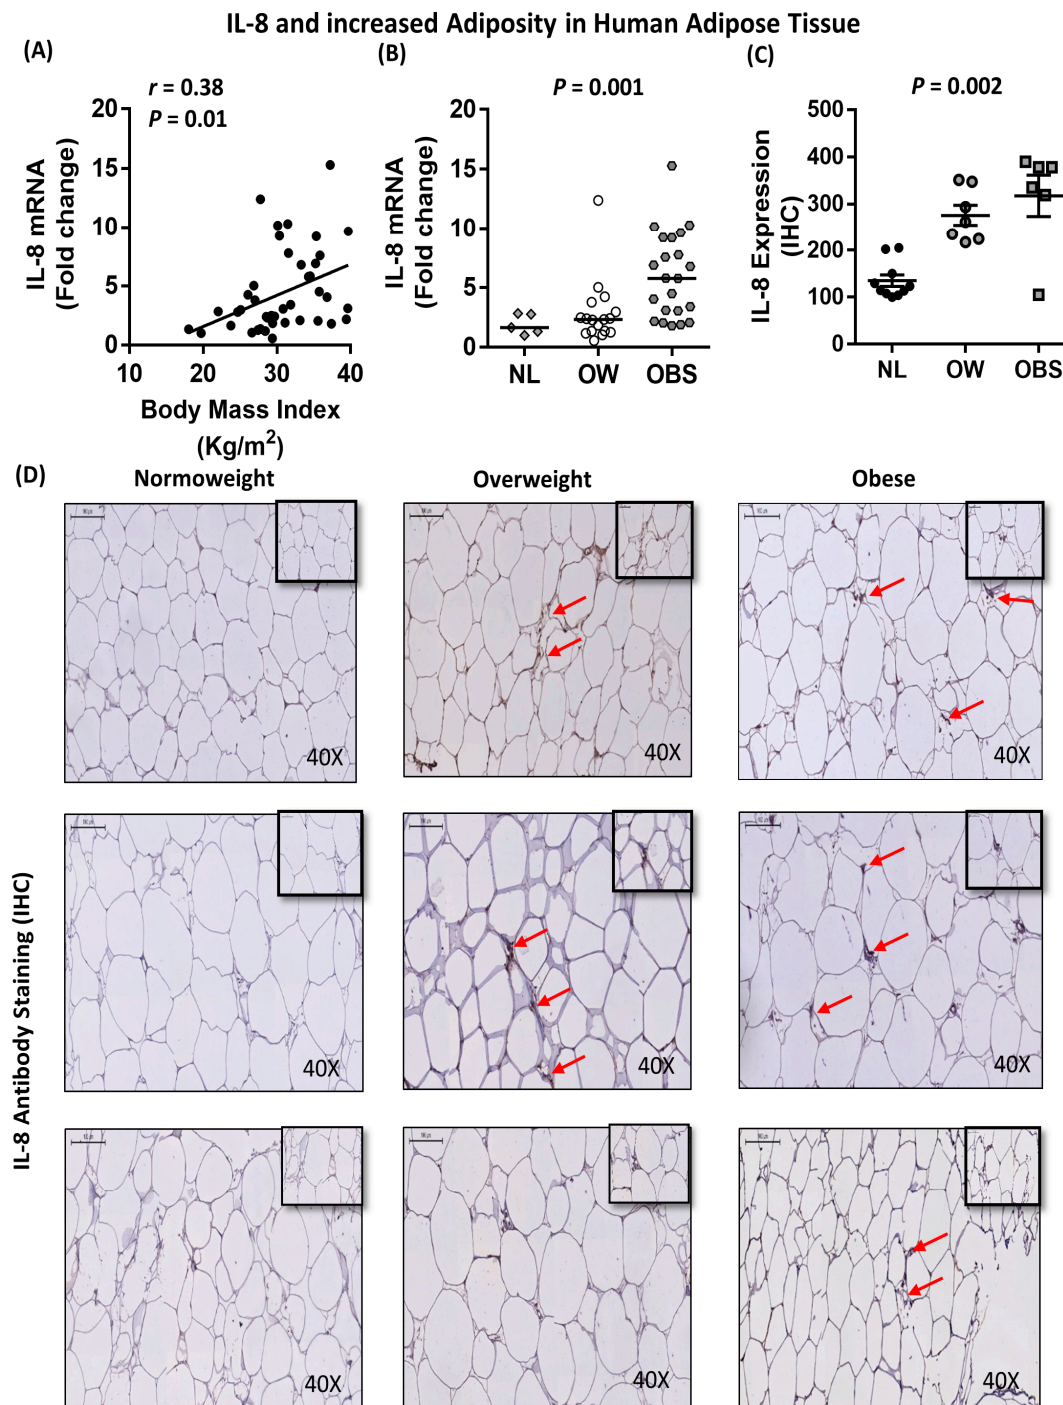 IL-8 and increased Adiposity in Human Adipose Tissue
(A)
r = 0.38
P = 0.01
IL-8 mRNA
(Fold change)
20
15
10
5
0
10 20 30 40
Body Mass Index
(Kg/m²)
(B)
P = 0.001
IL-8 mRNA
(Fold change)
20
15
10
5
0
NL OW OBS
(C)
P = 0.002
IL-8 Expression
(IHC)
500
400
300
200
100
0
NL OW OBS
(D)
Normoweight Overweight Obese
IL-8 Antibody Staining (IHC)
40X 40X 40X
40X 40X 40X
40X 40X 40X